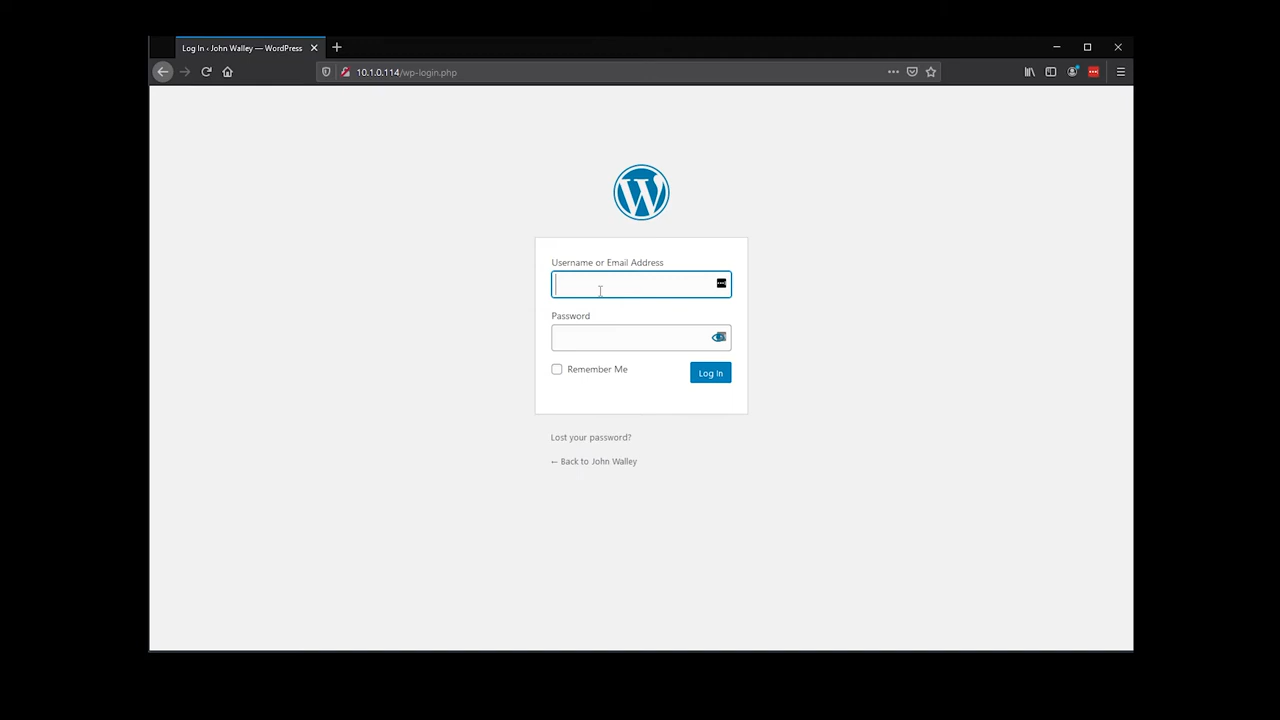 Log In ‹ John Walley — WordPress
10.1.0.114/wp-login.php
Username or Email Address
Password
Remember Me
Log In
Lost your password?
← Back to John Walley